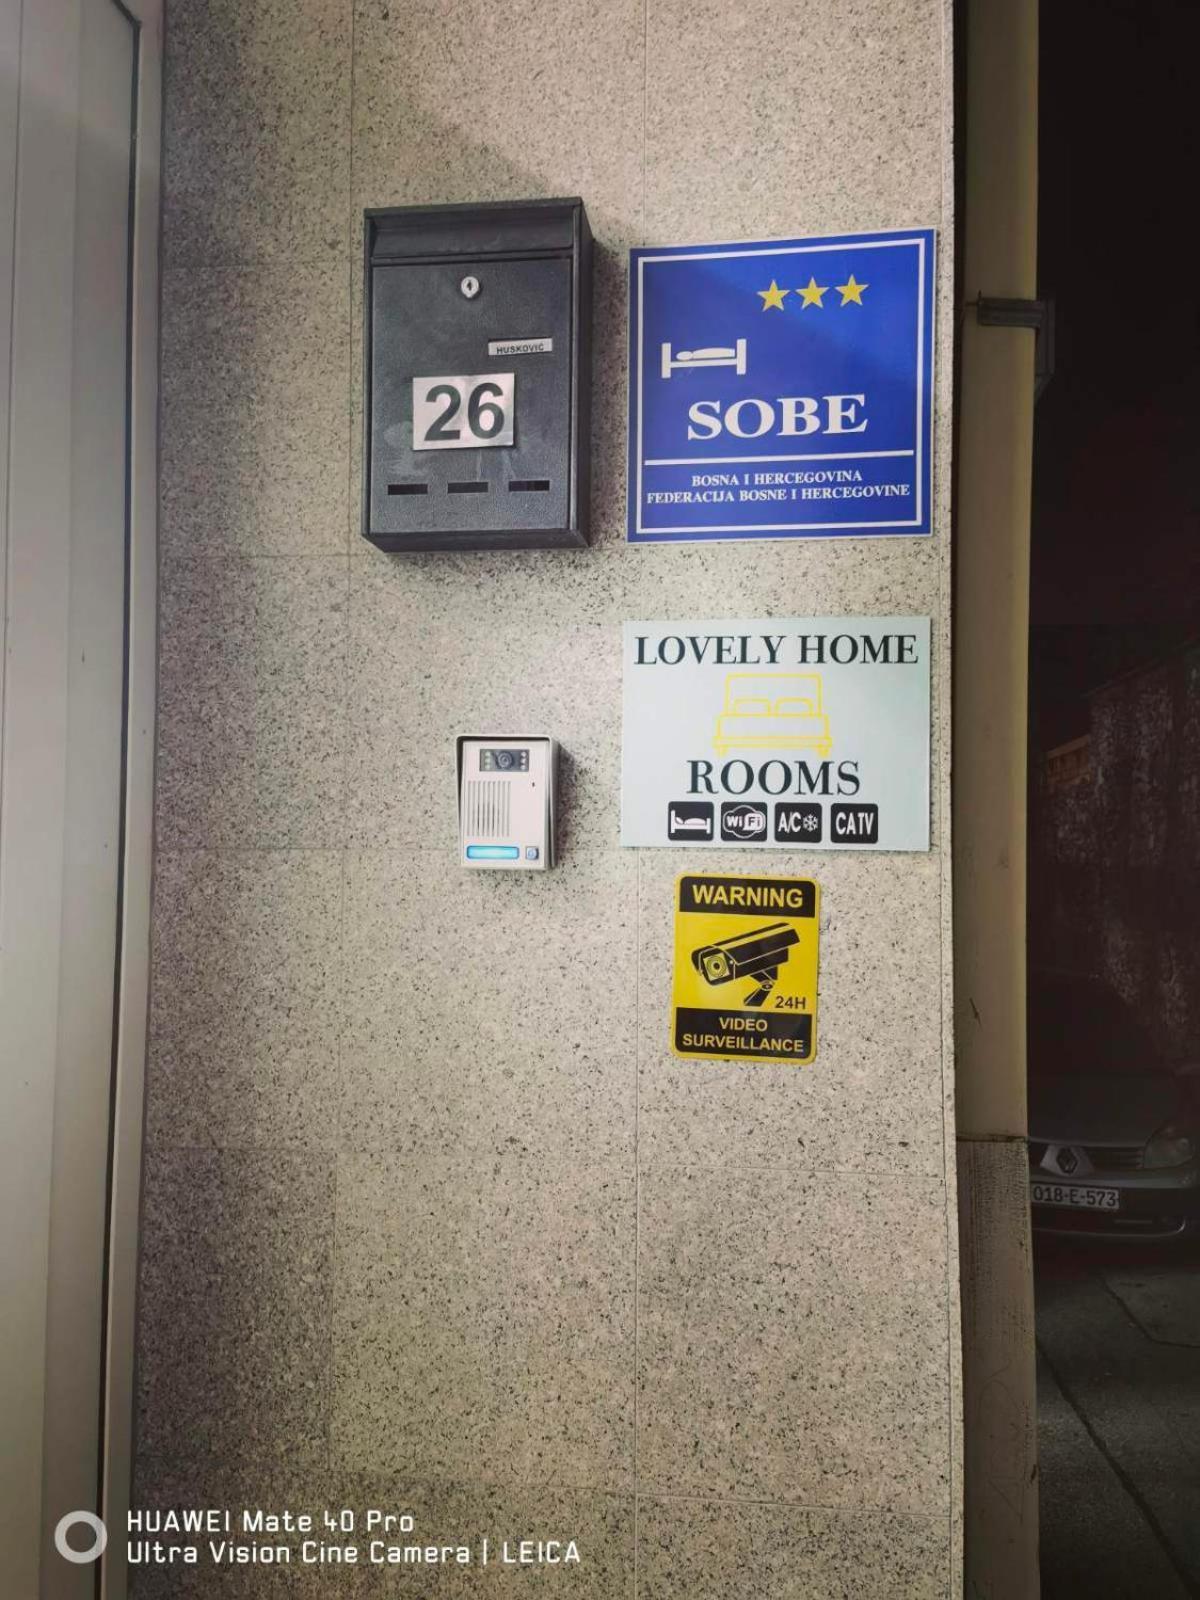 HUSKOVIĆ
26
SOBE
BOSNA I HERCEGOVINA
FEDERACIJA BOSNE I HERCEGOVINE
LOVELY HOME
ROOMS
WiFi A/C CATV
WARNING
24H
VIDEO
SURVEILLANCE
018-E-573
HUAWEI Mate 40 Pro
Ultra Vision Cine Camera | LEICA